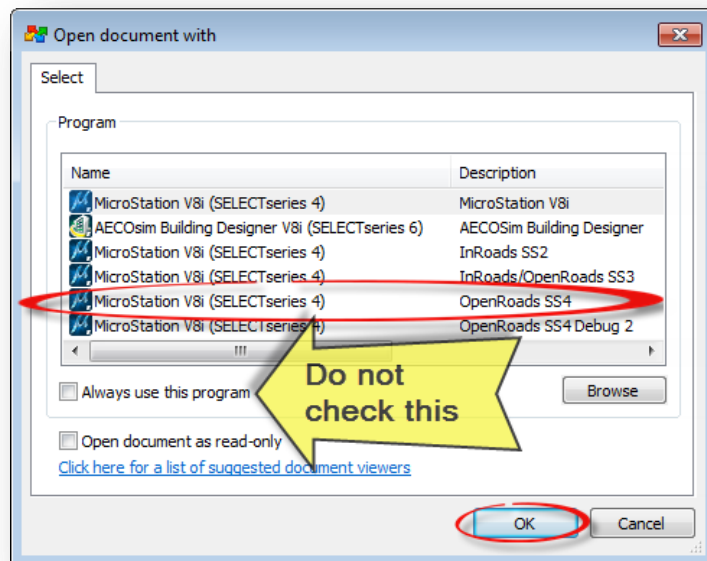 Open document with
Select
Program
Name Description
MicroStation V8i (SELECTseries 4) MicroStation V8i
AECOsim Building Designer V8i (SELECTseries 6) AECOsim Building Designer
MicroStation V8i (SELECTseries 4) InRoads SS2
MicroStation V8i (SELECTseries 4) InRoads/OpenRoads SS3
MicroStation V8i (SELECTseries 4) OpenRoads SS4
MicroStation V8i (SELECTseries 4) OpenRoads SS4 Debug 2
Always use this program
Do not
check this
Browse
Open document as read-only
Click here for a list of suggested document viewers
OK Cancel